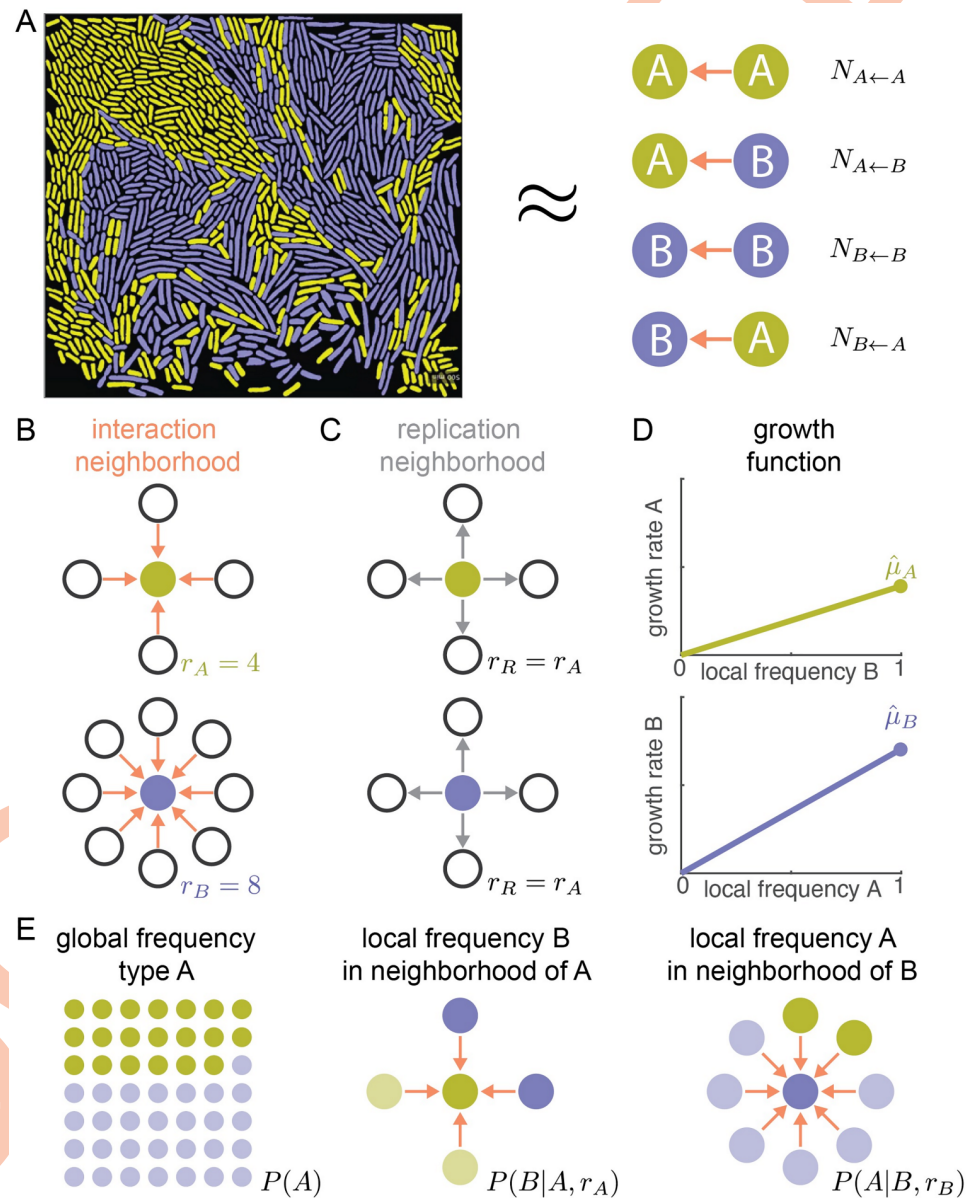 A
A A N_{A←A}
A B N_{A←B}
B B N_{B←B}
B A N_{B←A}
B
interaction
neighborhood
r_A = 4
r_B = 8
C
replication
neighborhood
r_R = r_A
r_R = r_A
D
growth
function
growth rate A
μ̂_A
0 local frequency B 1
growth rate B
μ̂_B
0 local frequency A 1
E
global frequency
type A
P(A)
local frequency B
in neighborhood of A
P(B|A, r_A)
local frequency A
in neighborhood of B
P(A|B, r_B)